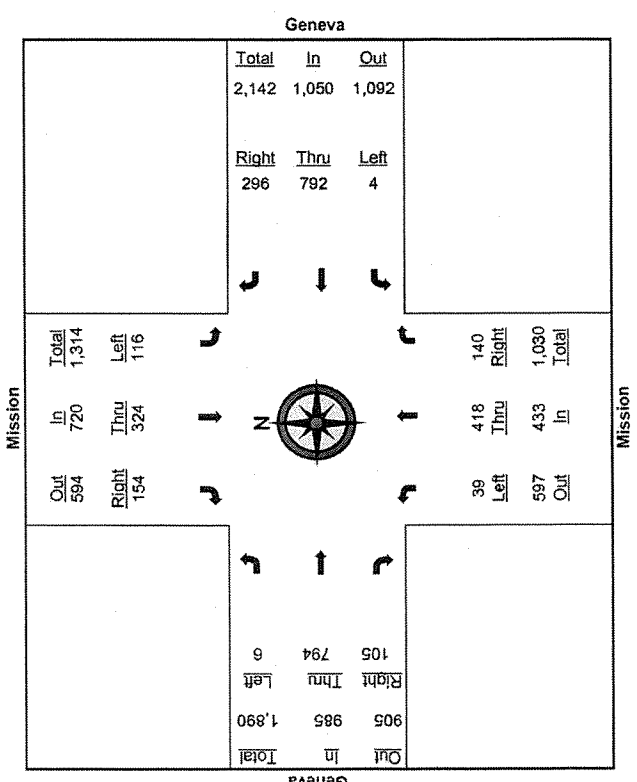 Geneva
Total In Out
2,142 1,050 1,092
Right Thru Left
296 792 4
Mission
Out In Total
594 720 1,314
Right Thru Left
154 324 116
N
39 418 140
Left Thru Right
597 433 1,030
Out In Total
Mission
Out In Total
905 985 1,890
Right Thru Left
105 794 6
Geneva